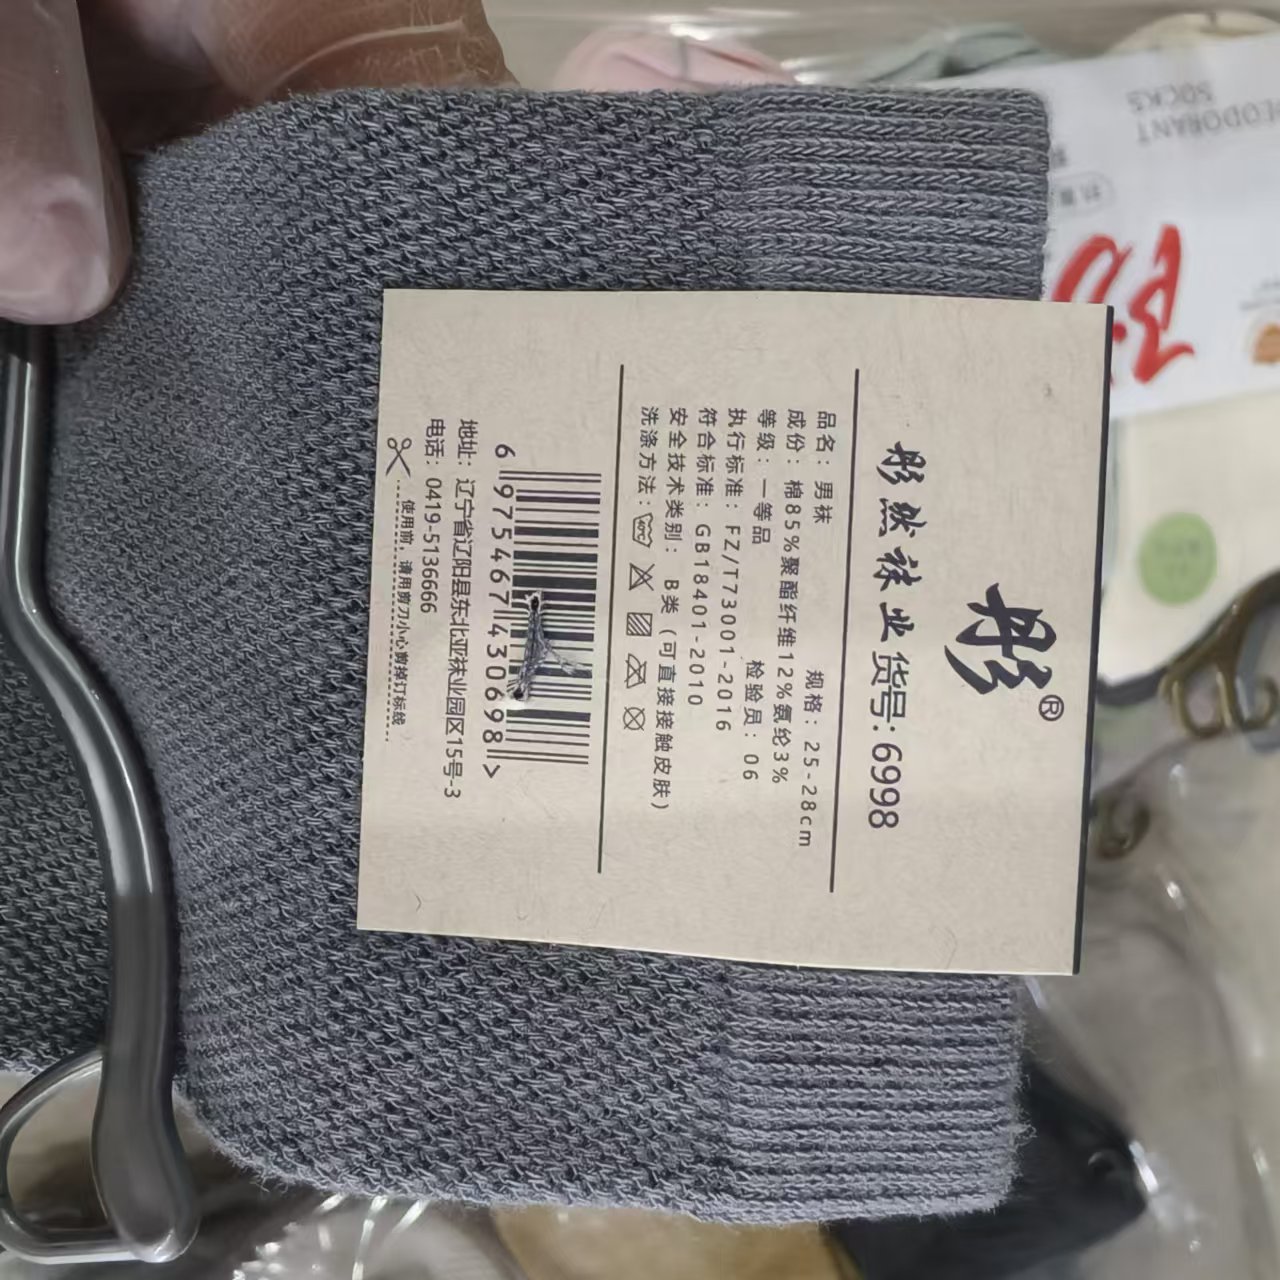 彤®
彤然袜业 货号: 6998
品名: 男袜 规格: 25-28cm
成份: 棉85%聚酯纤维12%氨纶3%
等级: 一等品 检验员: 06
执行标准: FZ/T73001-2016
符合标准: GB18401-2010
安全技术类别: B类 (可直接接触皮肤)
洗涤方法: 40℃
6 975467 430698 >
地址: 辽宁省辽阳县东北亚袜业园区15号-3
电话: 0419-5136666
使用前, 请用剪刀小心剪掉订标线
EODORANT
SOCKS